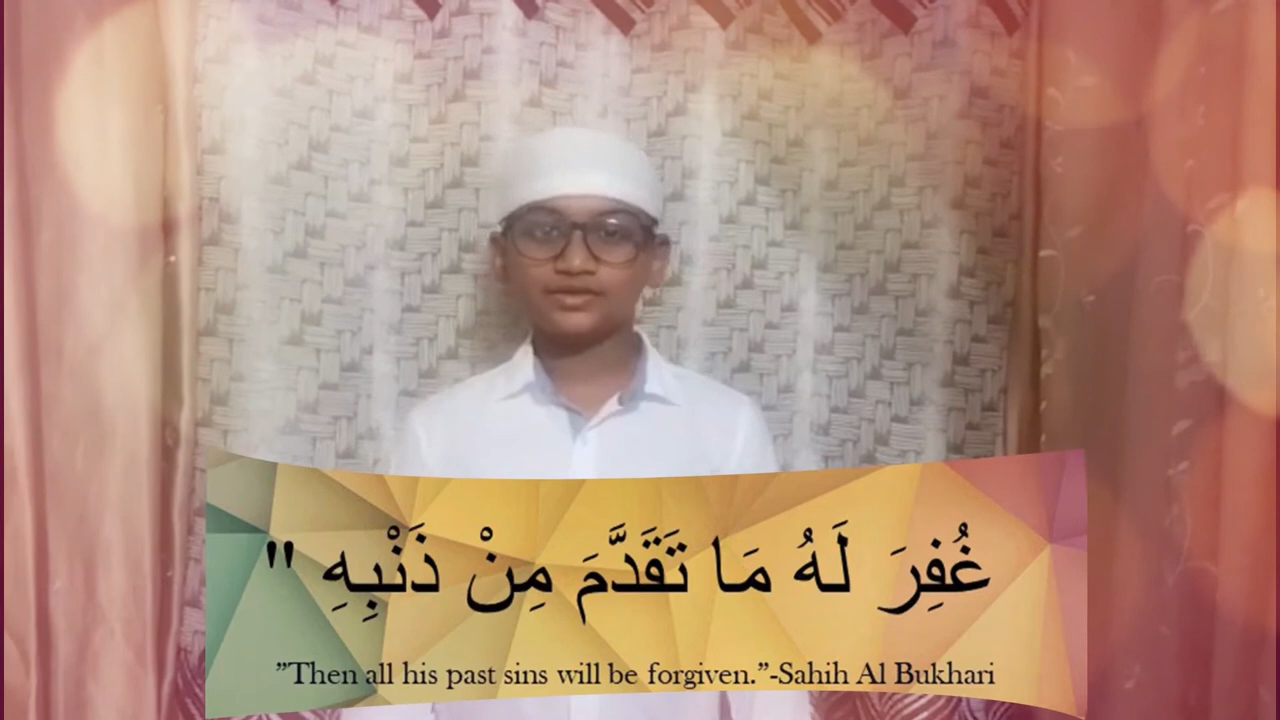 غُفِرَ لَهُ مَا تَقَدَّمَ مِنْ ذَنْبِهِ "
”Then all his past sins will be forgiven.”-Sahih Al Bukhari